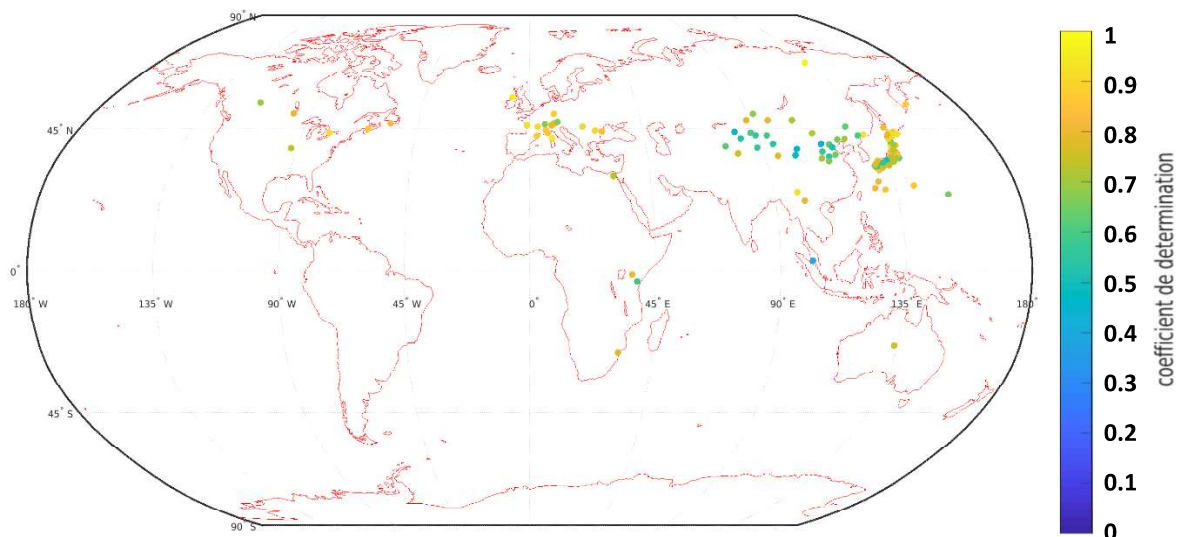 90° N
45° N
0°
180° W
135° W
90° W
45° W
0°
45° E
90° E
135° E
180°
45° S
90° S
1
0.9
0.8
0.7
0.6
0.5
0.4
0.3
0.2
0.1
0
coefficient de determination